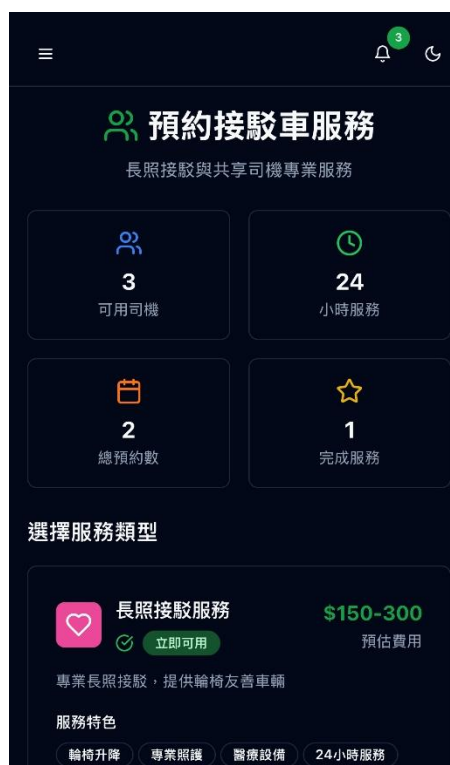 3
預約接駁車服務
長照接駁與共享司機專業服務
3
可用司機
24
小時服務
2
總預約數
1
完成服務
選擇服務類型
長照接駁服務
$150-300
立即可用
預估費用
專業長照接駁，提供輪椅友善車輛
服務特色
輪椅升降 專業照護 醫療設備 24小時服務